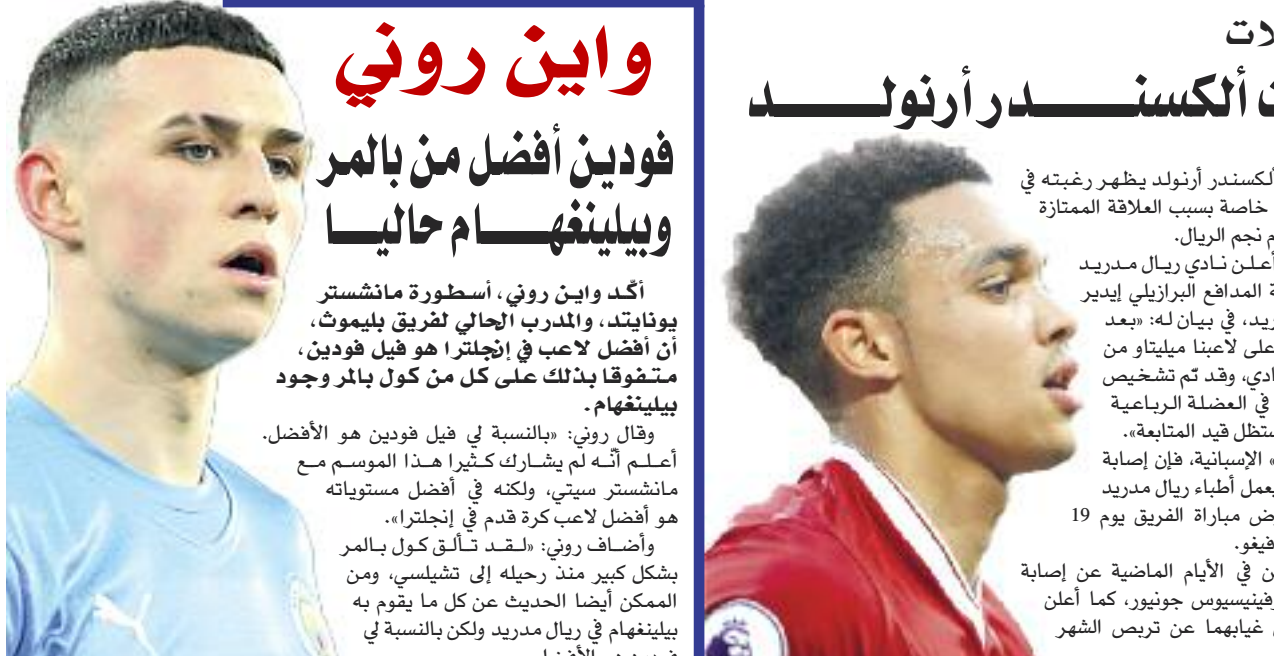 لات
ألكسنــــدر أرنولــــــد
ألكسندر أرنولد يظهر رغبته في
خاصة بسبب العلاقة الممتازة
نجم الريال.
أعلن نادي ريال مدريد
المدافع البرازيلي إيدير
في بيان له: «بعد
على لاعبنا ميليتاو من
وقد تّم تشخيص
في العضلة الرباعية
ستظل قيد المتابعة».
» الإسبانية، فإن إصابة
أطباء ريال مدريد
مباراة الفريق يوم 19
في الأيام الماضية عن إصابة
وفينيسيوس جونيور، كما أعلن
غيابهما عن تربص الشهر
واين روني
فودين أفضل من بالمر
وبيلينغهــــام حاليــا
أكّد واين روني، أسطورة مانشستر
يونايتد، والمدرب الحالي لفريق بليموث،
أن أفضل لاعب في إنجلترا هو فيل فودين،
متفوقا بذلك على كل من كول بالمر وجود
بيلينغهام.
وقال روني: «بالنسبة لي فيل فودين هو الأفضل.
أعلم أنّه لم يشارك كثيرا هذا الموسم مع
مانشستر سيتي، ولكنه في أفضل مستوياته
هو أفضل لاعب كرة قدم في إنجلترا».
وأضاف روني: «لقد تألق كول بالمر
بشكل كبير منذ رحيله إلى تشيلسي، ومن
الممكن أيضا الحديث عن كل ما يقوم به
بيلينغهام في ريال مدريد ولكن بالنسبة لي